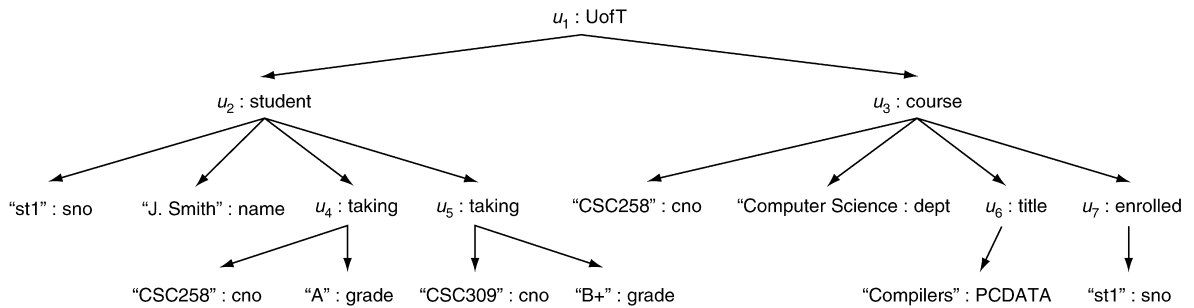 u1 : UofT
u2 : student u3 : course
“st1” : sno “J. Smith” : name u4 : taking u5 : taking “CSC258” : cno “Computer Science : dept u6 : title u7 : enrolled
“CSC258” : cno “A” : grade “CSC309” : cno “B+” : grade “Compilers” : PCDATA “st1” : sno